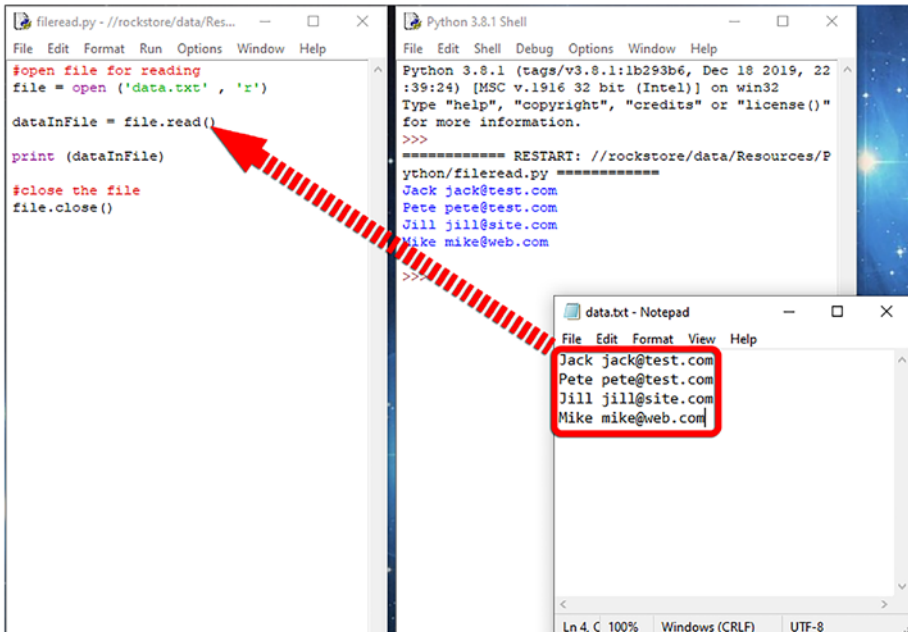 fileread.py - //rockstore/data/Res...
File Edit Format Run Options Window Help
#open file for reading
file = open ('data.txt' , 'r')
dataInFile = file.read()
print (dataInFile)
#close the file
file.close()
Python 3.8.1 Shell
File Edit Shell Debug Options Window Help
Python 3.8.1 (tags/v3.8.1:1b293b6, Dec 18 2019, 22
:39:24) [MSC v.1916 32 bit (Intel)] on win32
Type "help", "copyright", "credits" or "license()"
for more information.
>>>
============ RESTART: //rockstore/data/Resources/P
ython/fileread.py ============
Jack jack@test.com
Pete pete@test.com
Jill jill@site.com
Mike mike@web.com
>>>
data.txt - Notepad
File Edit Format View Help
Jack jack@test.com
Pete pete@test.com
Jill jill@site.com
Mike mike@web.com
Ln 4, C 100% Windows (CRLF) UTF-8